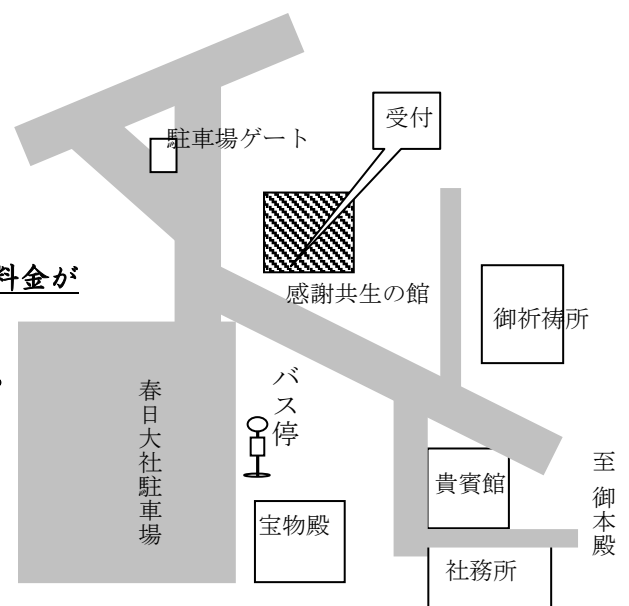 受付
駐車場ゲート
料金が
感謝共生の館
御祈祷所
。
バス停
春日大社駐車場
至 御本殿
貴賓館
宝物殿
社務所